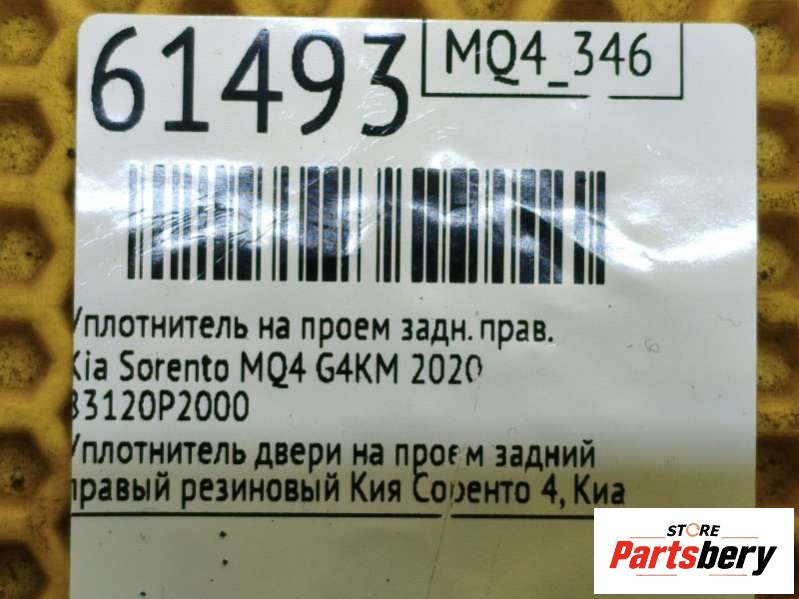 61493
MQ4_346
Уплотнитель на проем задн. прав.
Kia Sorento MQ4 G4KM 2020
83120P2000
Уплотнитель двери на проем задний
правый резиновый Кия Соренто 4, Киа
STORE
Partsbery